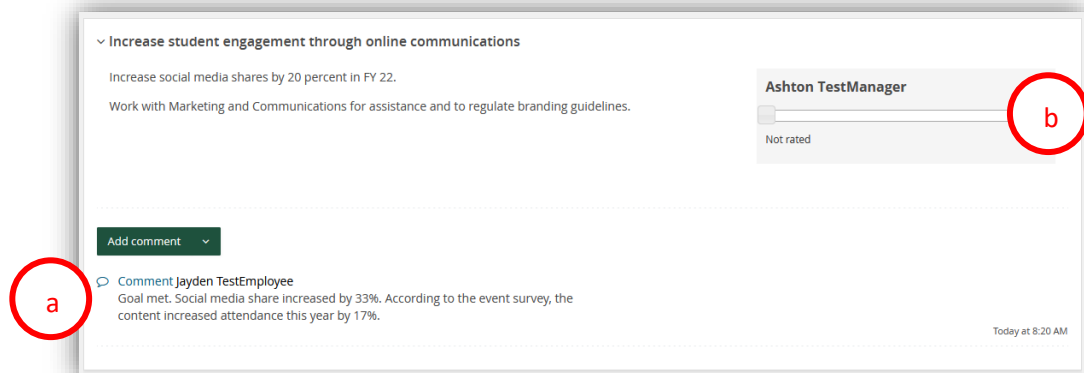 Increase student engagement through online communications
Increase social media shares by 20 percent in FY 22.
Work with Marketing and Communications for assistance and to regulate branding guidelines.
Ashton TestManager
b
Not rated
Add comment
a
Comment Jayden TestEmployee
Goal met. Social media share increased by 33%. According to the event survey, the
content increased attendance this year by 17%.
Today at 8:20 AM